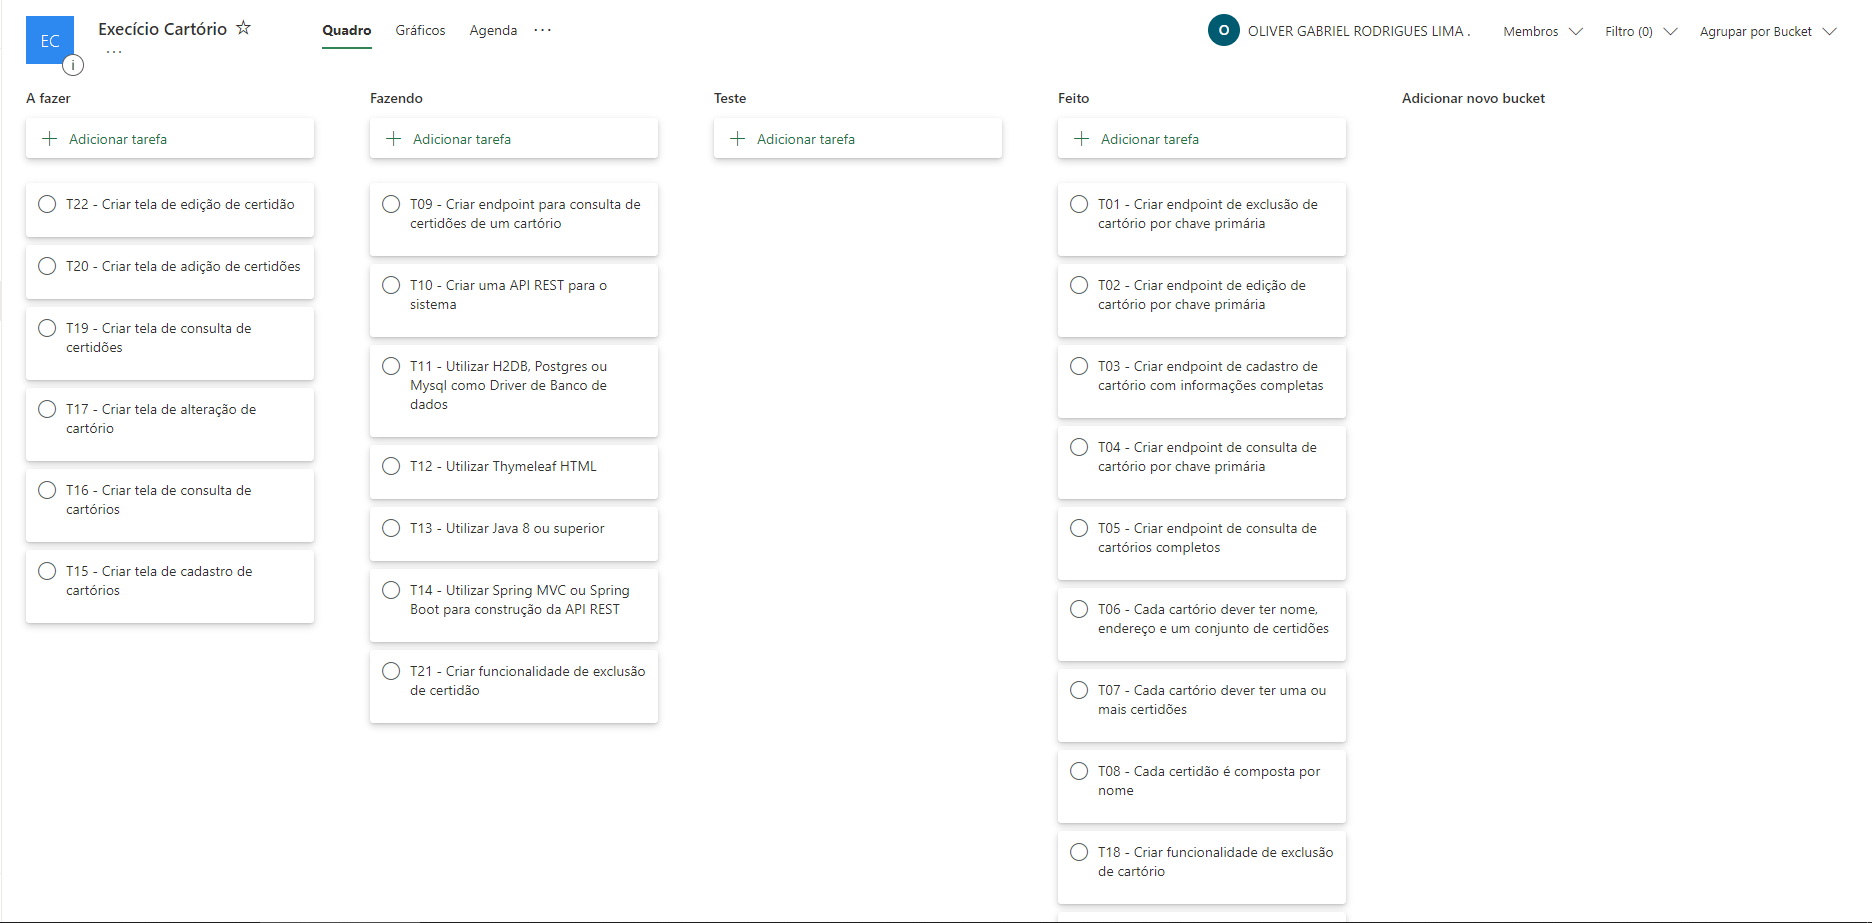 EC
Execício Cartório
Quadro
Gráficos
Agenda
O
OLIVER GABRIEL RODRIGUES LIMA .
Membros
Filtro (0)
Agrupar por Bucket
A fazer
Adicionar tarefa
T22 - Criar tela de edição de certidão
T20 - Criar tela de adição de certidões
T19 - Criar tela de consulta de
certidões
T17 - Criar tela de alteração de
cartório
T16 - Criar tela de consulta de
cartórios
T15 - Criar tela de cadastro de
cartórios
Fazendo
Adicionar tarefa
T09 - Criar endpoint para consulta de
certidões de um cartório
T10 - Criar uma API REST para o
sistema
T11 - Utilizar H2DB, Postgres ou
Mysql como Driver de Banco de
dados
T12 - Utilizar Thymeleaf HTML
T13 - Utilizar Java 8 ou superior
T14 - Utilizar Spring MVC ou Spring
Boot para construção da API REST
T21 - Criar funcionalidade de exclusão
de certidão
Teste
Adicionar tarefa
Feito
Adicionar tarefa
T01 - Criar endpoint de exclusão de
cartório por chave primária
T02 - Criar endpoint de edição de
cartório por chave primária
T03 - Criar endpoint de cadastro de
cartório com informações completas
T04 - Criar endpoint de consulta de
cartório por chave primária
T05 - Criar endpoint de consulta de
cartórios completos
T06 - Cada cartório dever ter nome,
endereço e um conjunto de certidões
T07 - Cada cartório dever ter uma ou
mais certidões
T08 - Cada certidão é composta por
nome
T18 - Criar funcionalidade de exclusão
de cartório
Adicionar novo bucket